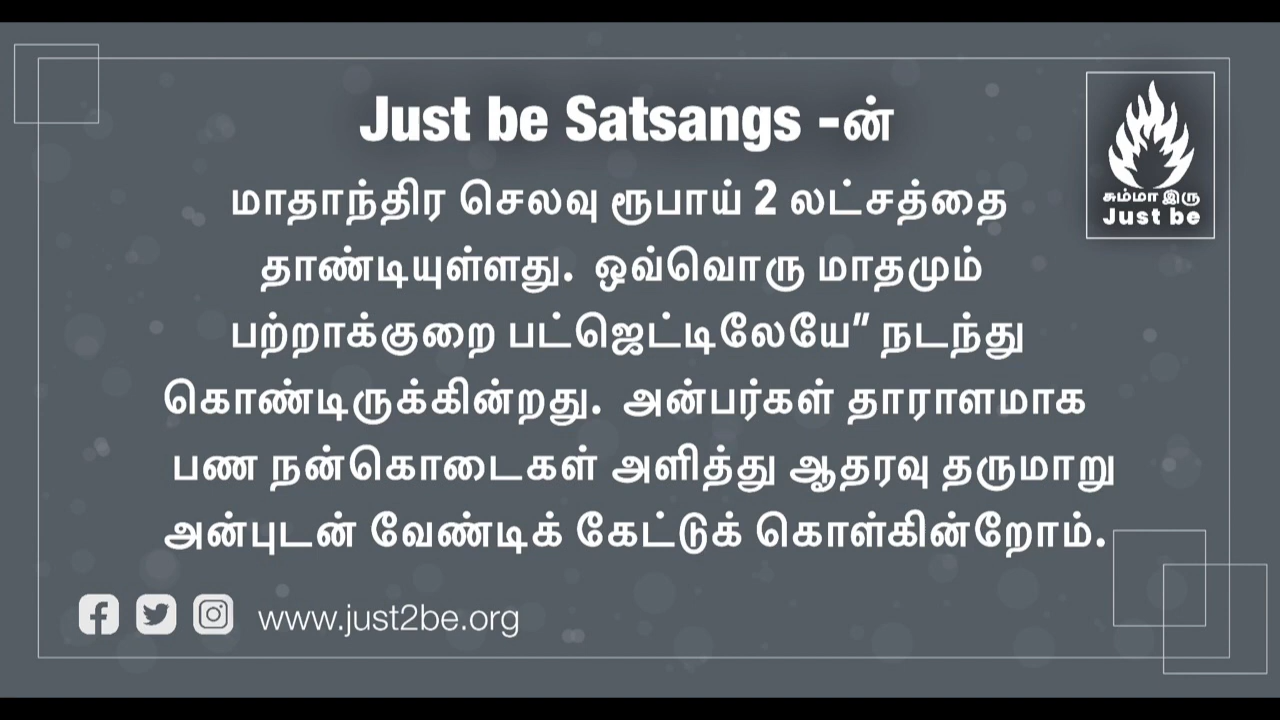 Just be Satsangs -ன்
மாதாந்திர செலவு ரூபாய் 2 லட்சத்தை
தாண்டியுள்ளது. ஒவ்வொரு மாதமும்
பற்றாக்குறை பட்ஜெட்டிலேயே” நடந்து
கொண்டிருக்கின்றது. அன்பர்கள் தாராளமாக
பண நன்கொடைகள் அளித்து ஆதரவு தருமாறு
அன்புடன் வேண்டிக் கேட்டுக் கொள்கின்றோம்.
சும்மா இரு
Just be
www.just2be.org